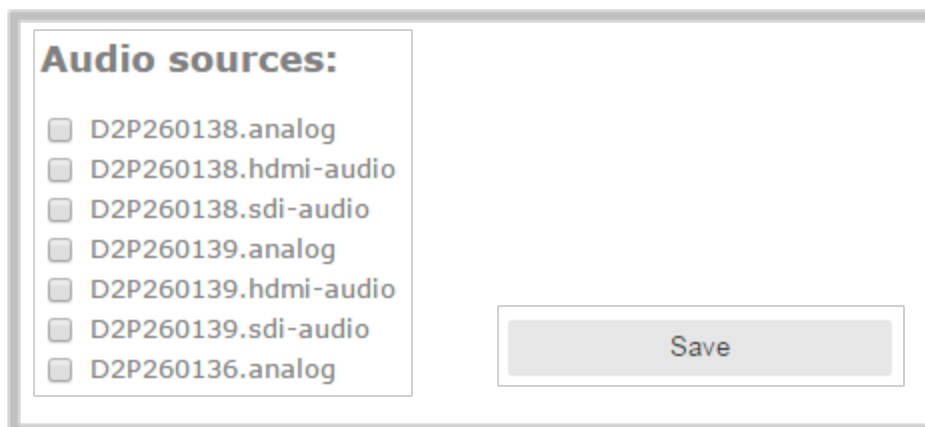 Audio sources:
D2P260138.analog
D2P260138.hdmi-audio
D2P260138.sdi-audio
D2P260139.analog
D2P260139.hdmi-audio
D2P260139.sdi-audio
D2P260136.analog
Save